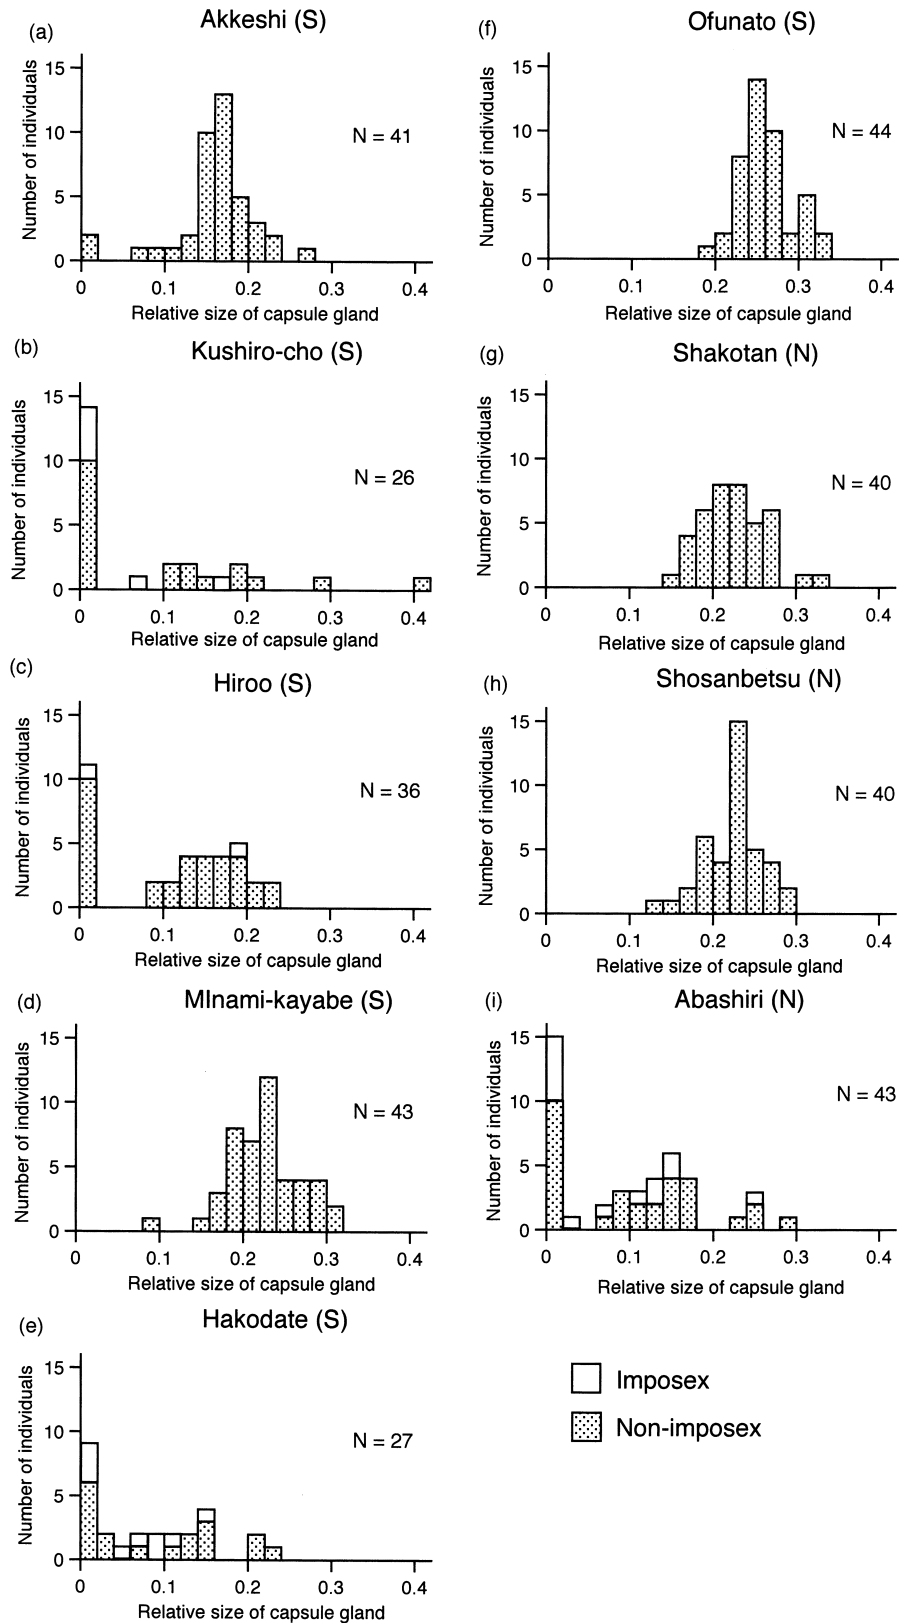 (a)
Akkeshi (S)
Number of individuals
15
10
5
0
N = 41
0 0.1 0.2 0.3 0.4
Relative size of capsule gland
(b)
Kushiro-cho (S)
Number of individuals
15
10
5
0
N = 26
0 0.1 0.2 0.3 0.4
Relative size of capsule gland
(c)
Hiroo (S)
Number of individuals
15
10
5
0
N = 36
0 0.1 0.2 0.3 0.4
Relative size of capsule gland
(d)
MInami-kayabe (S)
Number of individuals
15
10
5
0
N = 43
0 0.1 0.2 0.3 0.4
Relative size of capsule gland
(e)
Hakodate (S)
Number of individuals
15
10
5
0
N = 27
0 0.1 0.2 0.3 0.4
Relative size of capsule gland
(f)
Ofunato (S)
Number of individuals
15
10
5
0
N = 44
0 0.1 0.2 0.3 0.4
Relative size of capsule gland
(g)
Shakotan (N)
Number of individuals
15
10
5
0
N = 40
0 0.1 0.2 0.3 0.4
Relative size of capsule gland
(h)
Shosanbetsu (N)
Number of individuals
15
10
5
0
N = 40
0 0.1 0.2 0.3 0.4
Relative size of capsule gland
(i)
Abashiri (N)
Number of individuals
15
10
5
0
N = 43
0 0.1 0.2 0.3 0.4
Relative size of capsule gland
Imposex
Non-imposex